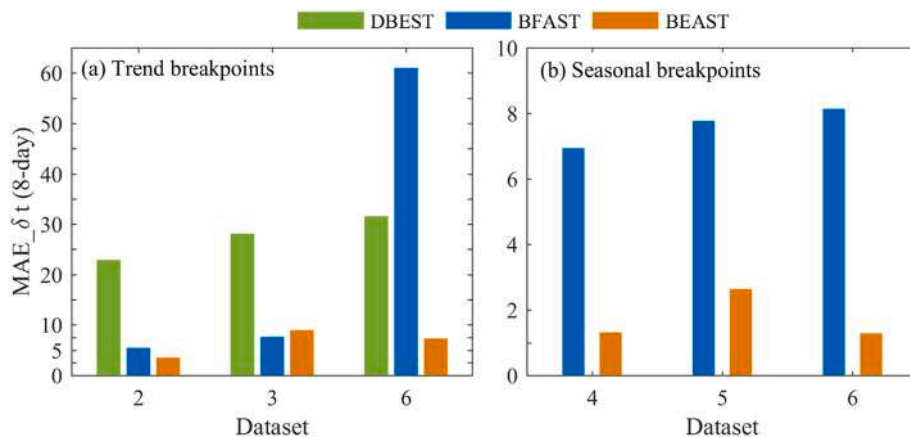 DBEST BFAST BEAST
(a) Trend breakpoints
MAE_δ t (8-day)
60
50
40
30
20
10
5
0
2 3 6
Dataset
(b) Seasonal breakpoints
10
8
6
4
2
0
4 5 6
Dataset